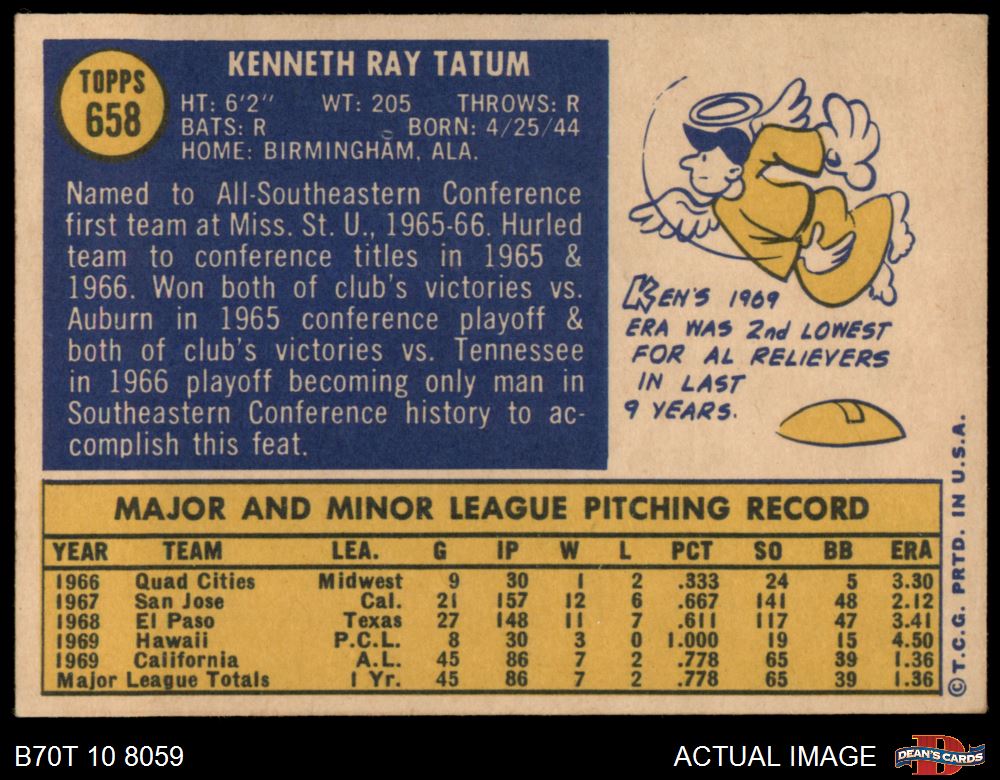 TOPPS
658
KENNETH RAY TATUM
HT: 6'2" WT: 205 THROWS: R
BATS: R BORN: 4/25/44
HOME: BIRMINGHAM, ALA.
Named to All-Southeastern Conference
first team at Miss. St. U., 1965-66. Hurled
team to conference titles in 1965 &
1966. Won both of club's victories vs.
Auburn in 1965 conference playoff &
both of club's victories vs. Tennessee
in 1966 playoff becoming only man in
Southeastern Conference history to ac-
complish this feat.
KEN'S 1969
ERA WAS 2nd LOWEST
FOR AL RELIEVERS
IN LAST
9 YEARS.
MAJOR AND MINOR LEAGUE PITCHING RECORD
YEAR TEAM LEA. G IP W L PCT SO BB ERA
1966 Quad Cities Midwest 9 30 1 2 .333 24 5 3.30
1967 San Jose Cal. 21 157 12 6 .667 141 48 2.12
1968 El Paso Texas 27 148 11 7 .611 117 47 3.41
1969 Hawaii P.C.L. 8 30 3 0 1.000 19 15 4.50
1969 California A.L. 45 86 7 2 .778 65 39 1.36
Major League Totals 1 Yr. 45 86 7 2 .778 65 39 1.36
© T.C.G. PRTD. IN U.S.A.
B70T 10 8059
ACTUAL IMAGE
D
DEAN'S CARDS